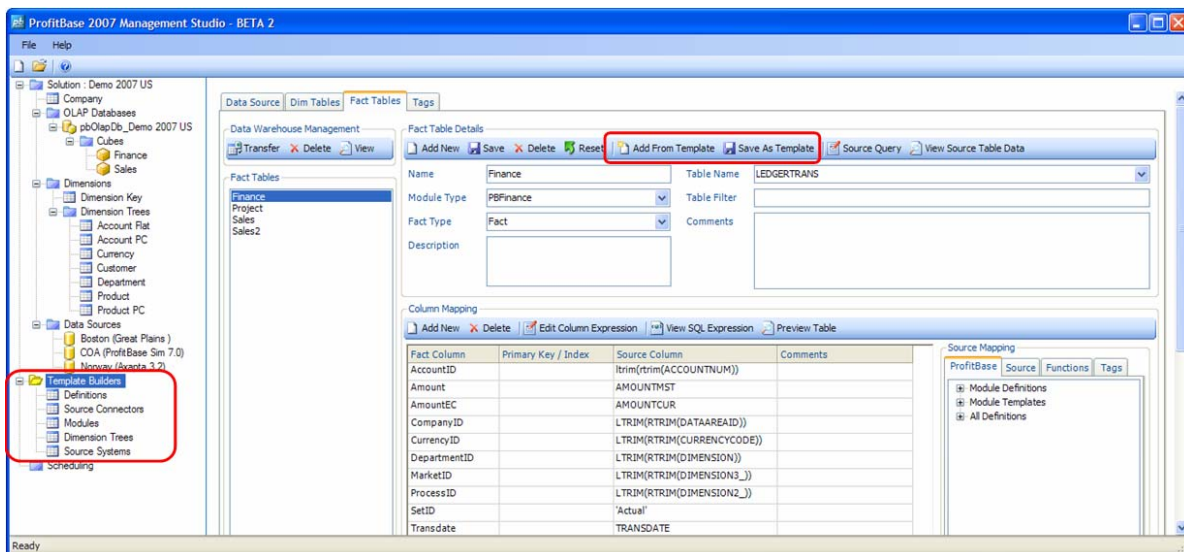 ProfitBase 2007 Management Studio - BETA 2
File Help
Solution : Demo 2007 US
Company
OLAP Databases
pbOlapDb_Demo 2007 US
Cubes
Finance
Sales
Dimensions
Dimension Key
Dimension Trees
Account Flat
Account PC
Currency
Customer
Department
Product
Product PC
Data Sources
Boston (Great Plains )
COA (ProfitBase Sim 7.0)
Norway (Axapta 3.2)
Template Builders
Definitions
Source Connectors
Modules
Dimension Trees
Source Systems
Scheduling
Data Source Dim Tables Fact Tables Tags
Data Warehouse Management
Transfer Delete View
Fact Tables
Finance
Project
Sales
Sales2
Fact Table Details
Add New Save Delete Reset Add From Template Save As Template Source Query View Source Table Data
Name Finance Table Name LEDGERTRANS
Module Type PBFinance Table Filter
Fact Type Fact Comments
Description
Column Mapping
Add New Delete Edit Column Expression View SQL Expression Preview Table
Fact Column Primary Key / Index Source Column Comments
AccountID ltrim(rtrim(ACCOUNTNUM))
Amount AMOUNTMST
AmountEC AMOUNTCUR
CompanyID LTRIM(RTRIM(DATAAREAID))
CurrencyID LTRIM(RTRIM(CURRENCYCODE))
DepartmentID LTRIM(RTRIM(DIMENSION))
MarketID LTRIM(RTRIM(DIMENSION3_))
ProcessID LTRIM(RTRIM(DIMENSION2_))
SetID 'Actual'
Transdate TRANSDATE
Source Mapping
ProfitBase Source Functions Tags
Module Definitions
Module Templates
All Definitions
Ready